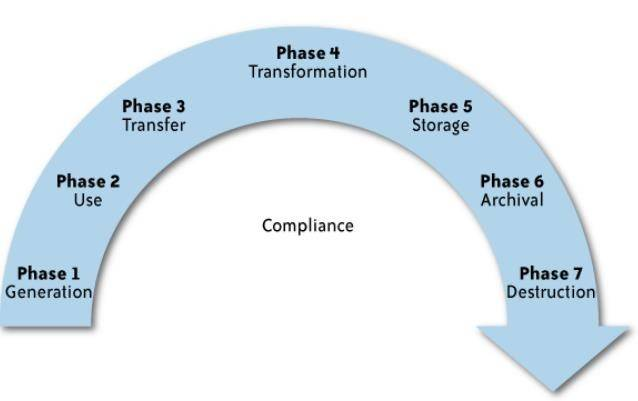 Phase 1
Generation
Phase 2
Use
Phase 3
Transfer
Phase 4
Transformation
Phase 5
Storage
Phase 6
Archival
Phase 7
Destruction
Compliance